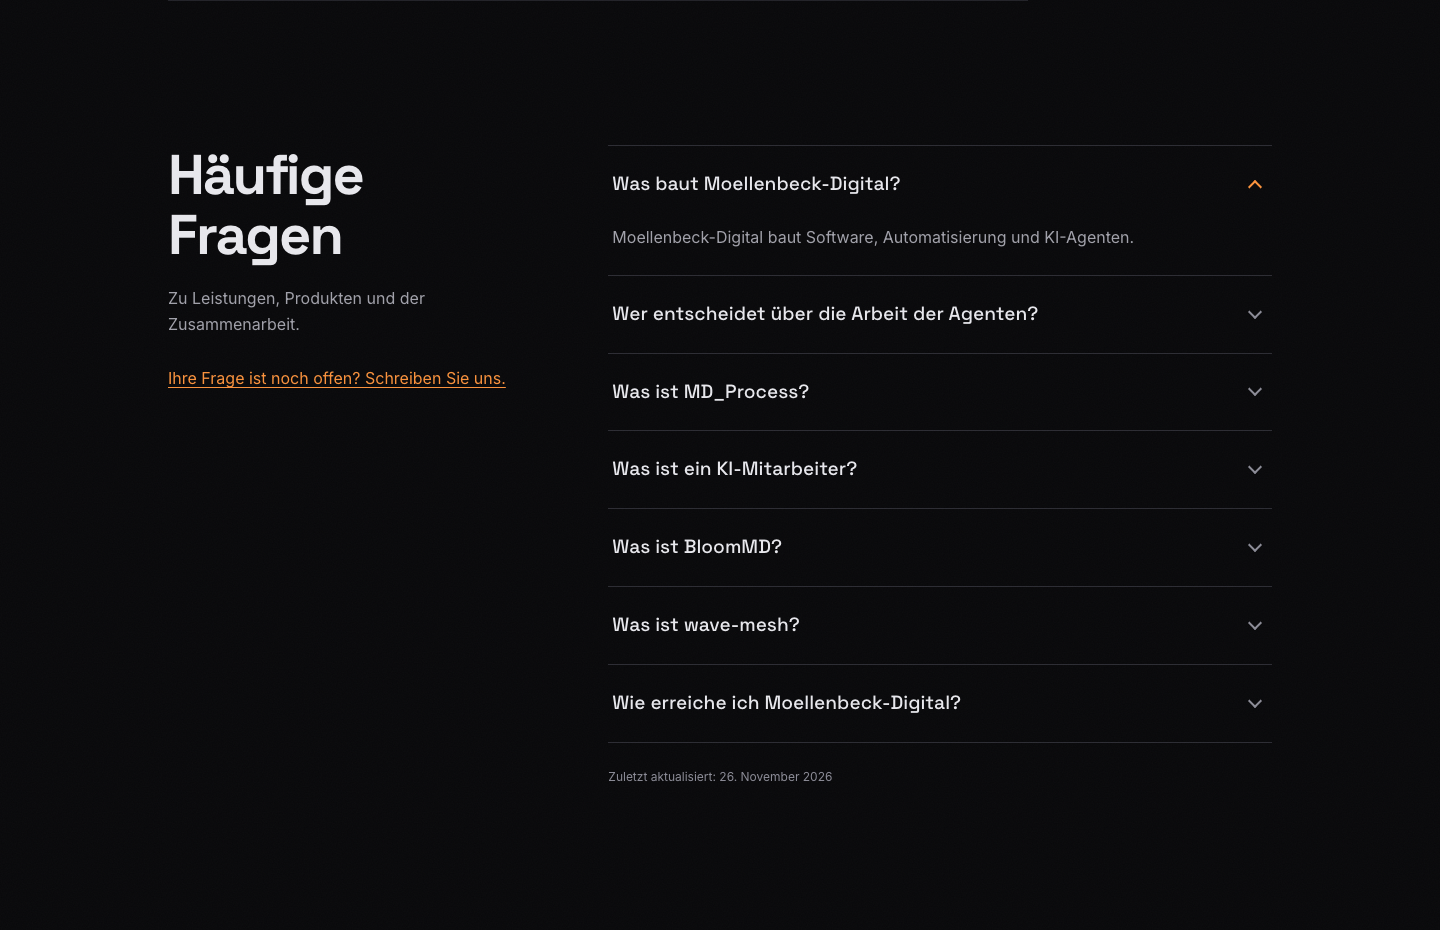 Häufige
Fragen
Zu Leistungen, Produkten und der
Zusammenarbeit.
Ihre Frage ist noch offen? Schreiben Sie uns.
Was baut Moellenbeck-Digital?
Moellenbeck-Digital baut Software, Automatisierung und KI-Agenten.
Wer entscheidet über die Arbeit der Agenten?
Was ist MD_Process?
Was ist ein KI-Mitarbeiter?
Was ist BloomMD?
Was ist wave-mesh?
Wie erreiche ich Moellenbeck-Digital?
Zuletzt aktualisiert: 26. November 2026